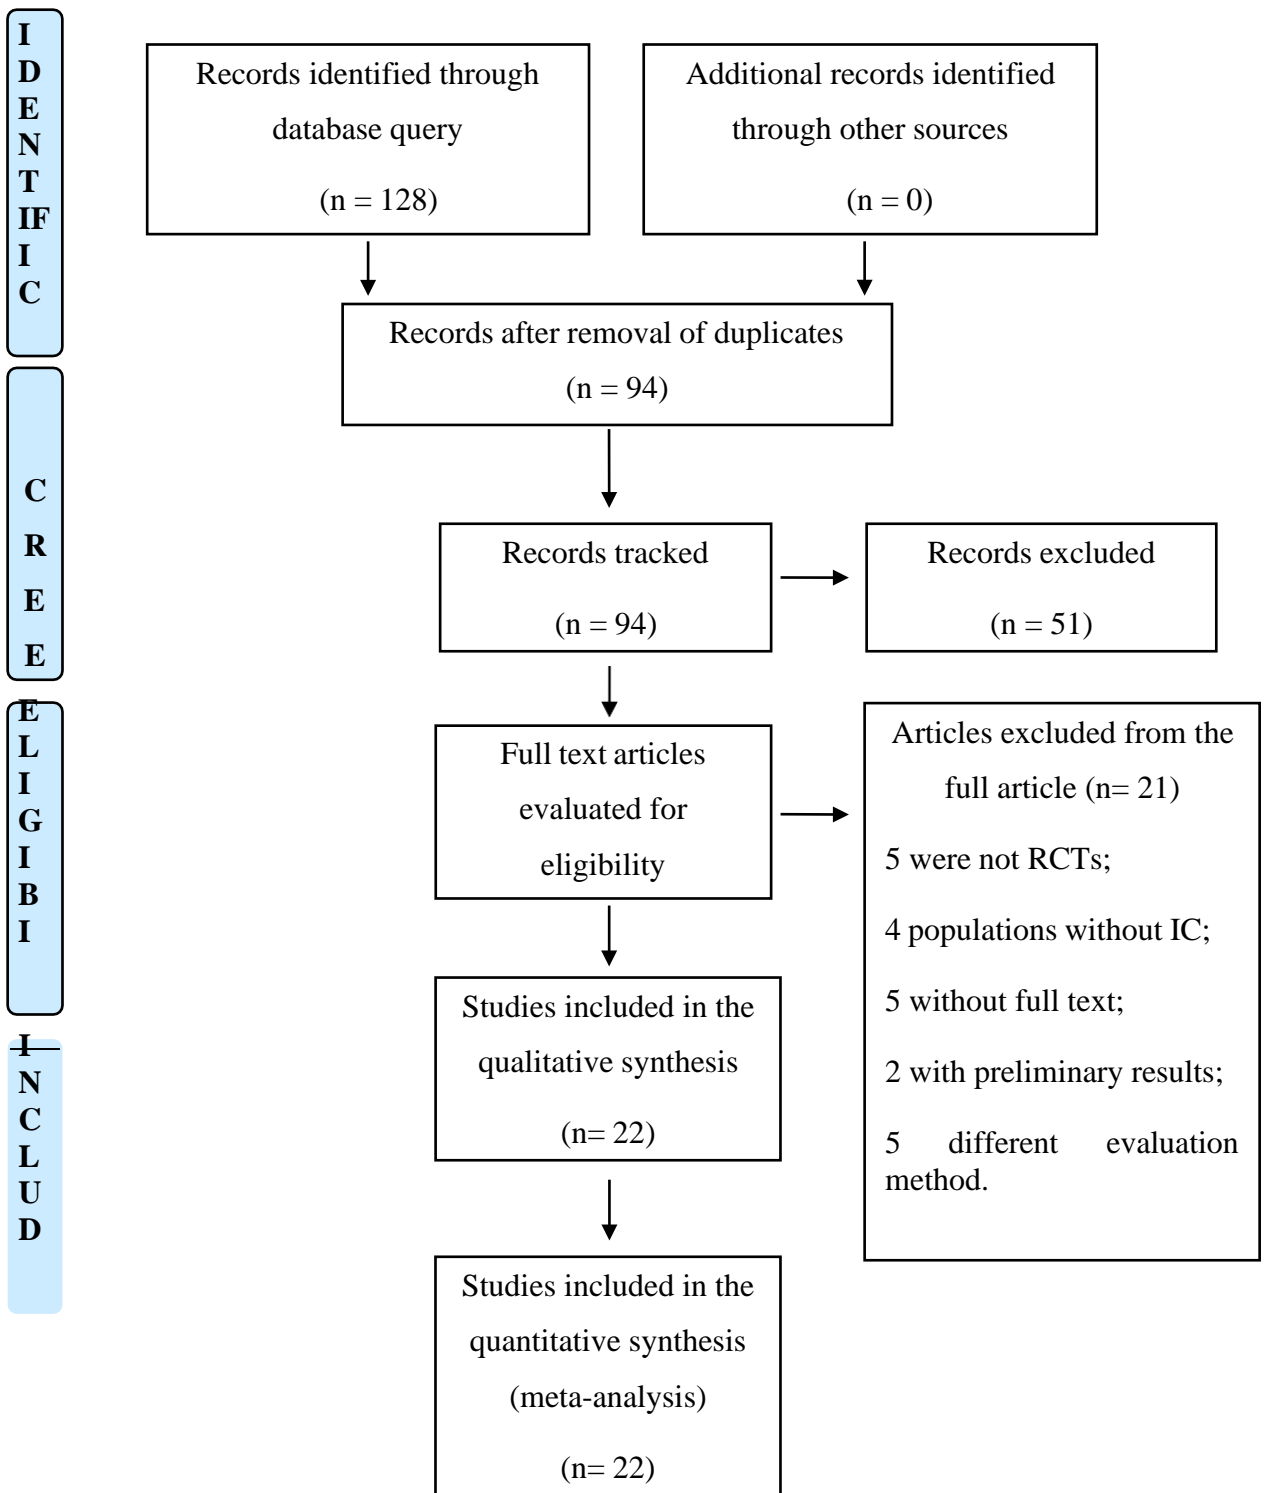 I
D
E
N
T
IF
I
C
Records identified through
database query
(n = 128)
Additional records identified
through other sources
(n = 0)
Records after removal of duplicates
(n = 94)
C
R
E
E
Records tracked
(n = 94)
Records excluded
(n = 51)
E
L
I
G
I
B
I
Full text articles
evaluated for
eligibility
Articles excluded from the
full article (n= 21)
5 were not RCTs;
4 populations without IC;
5 without full text;
2 with preliminary results;
5 different evaluation
method.
Studies included in the
qualitative synthesis
(n= 22)
I
N
C
L
U
D
Studies included in the
quantitative synthesis
(meta-analysis)
(n= 22)